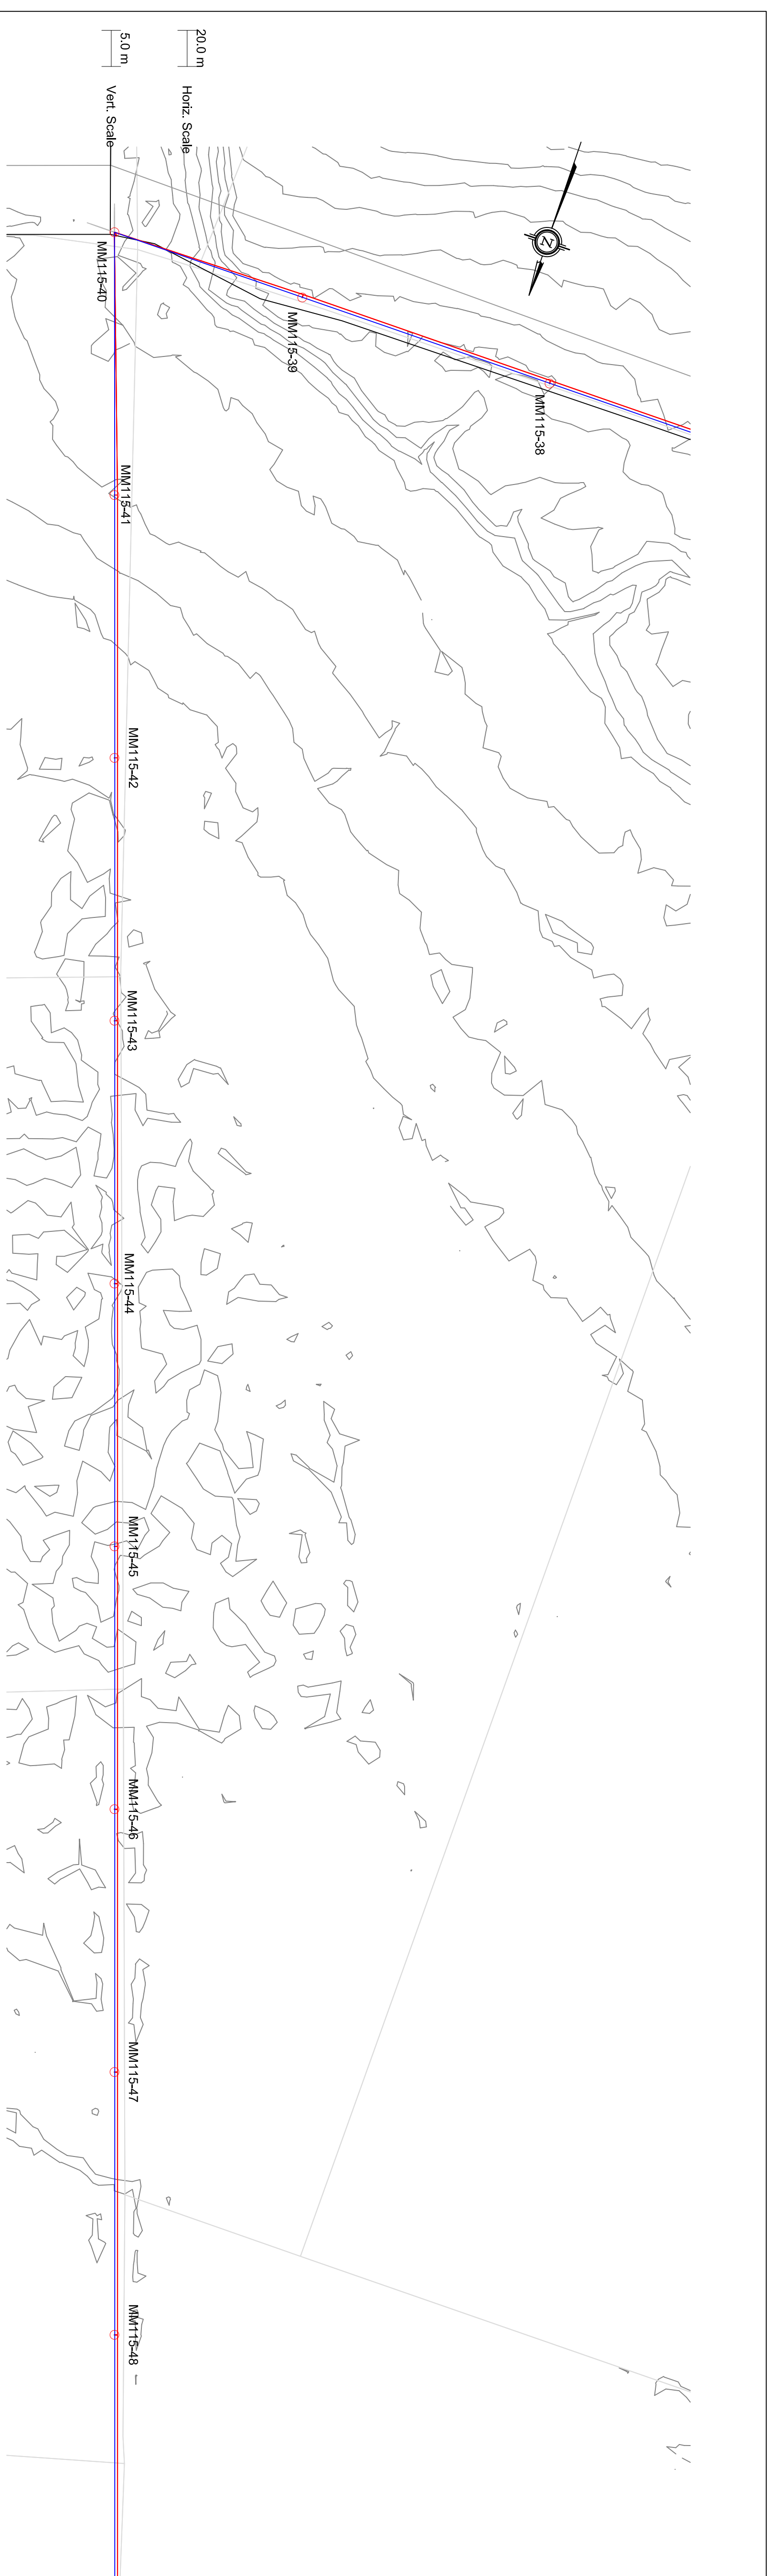 20.0 m
Horiz. Scale
5.0 m
Vert. Scale
N
MM115-38
MM115-39
MM115-40
MM115-41
MM115-42
MM115-43
MM115-44
MM115-45
MM115-46
MM115-47
MM115-48